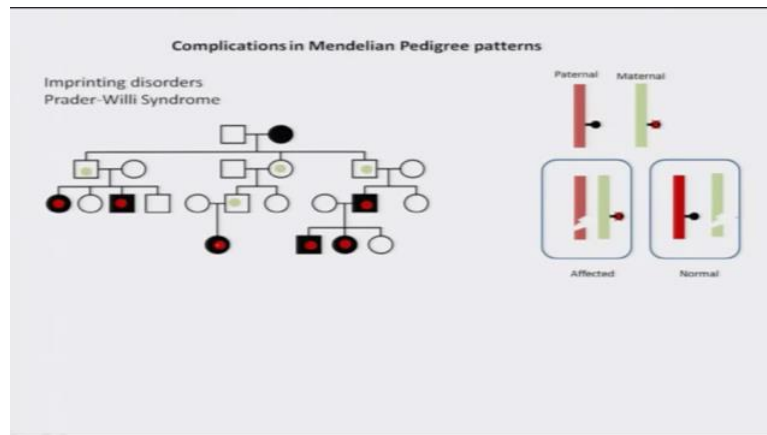 Complications in Mendelian Pedigree patterns
Imprinting disorders
Prader-Willi Syndrome
Paternal Maternal
Affected Normal